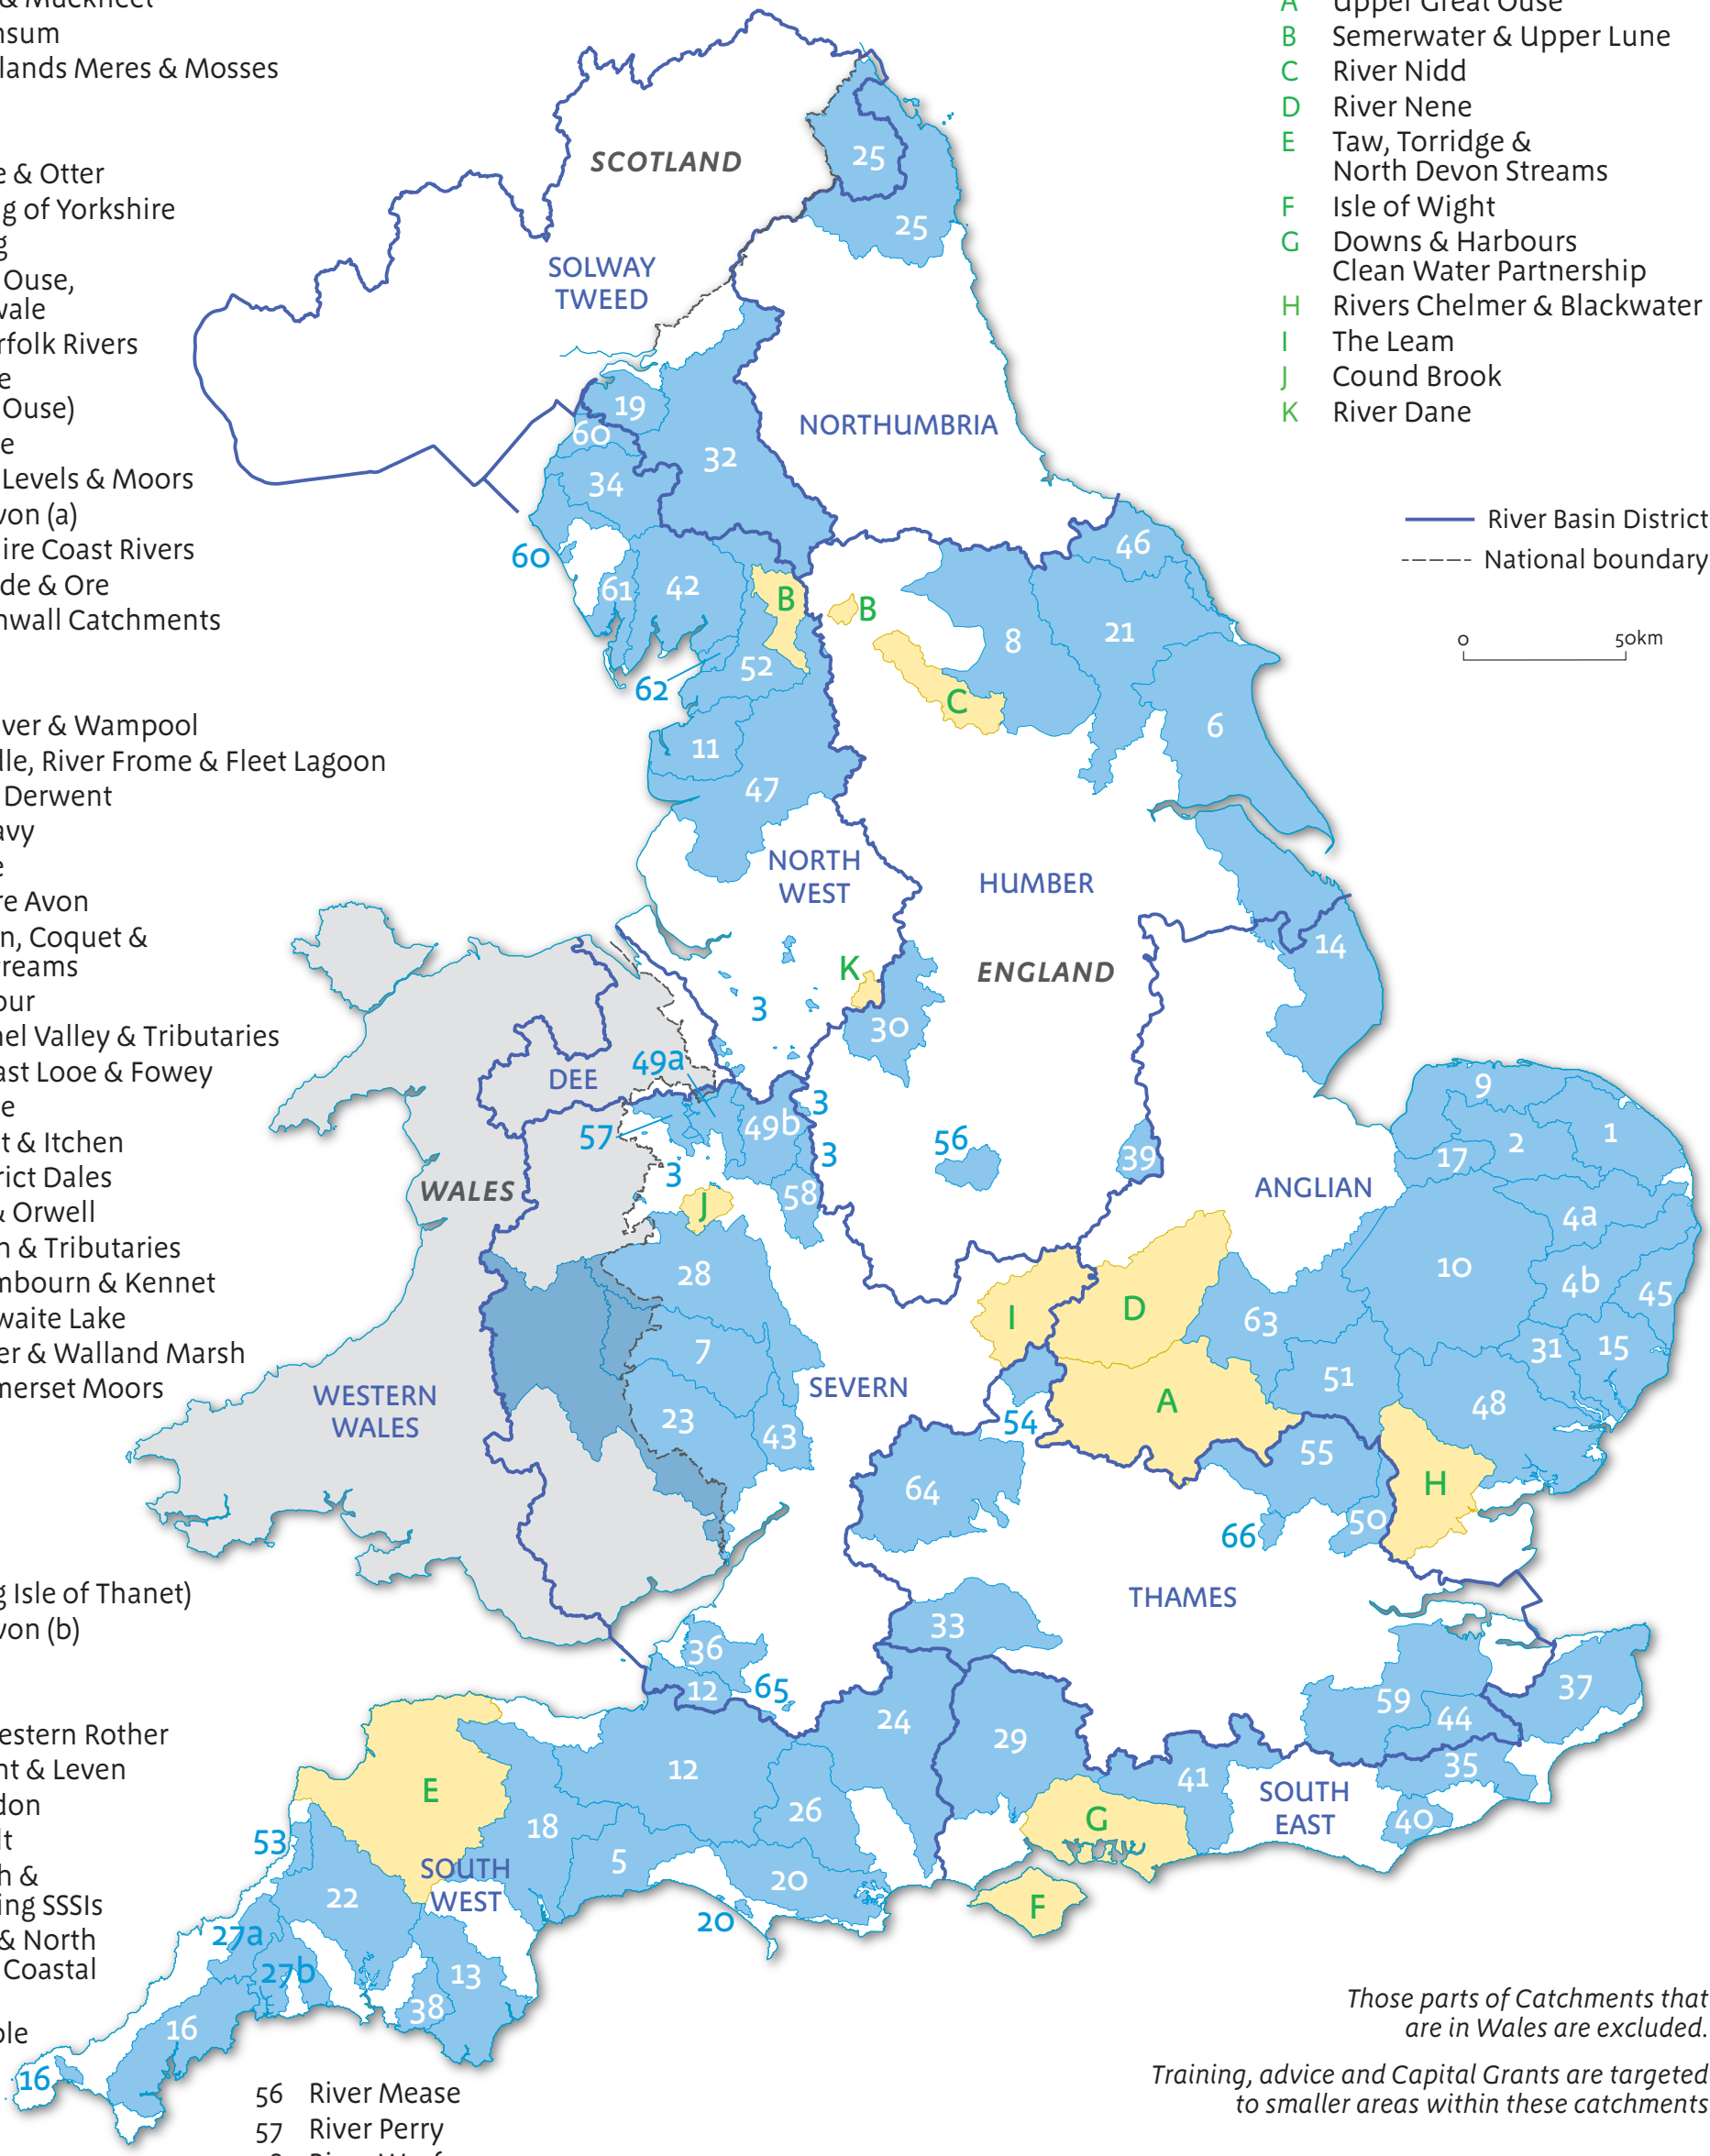 nsum
lands Meres & Mosses
e & Otter
g of Yorkshire
g
Ouse,
vale
rfolk Rivers
e
Ouse)
e
Levels & Moors
von (a)
ire Coast Rivers
de & Ore
nwall Catchments
ver & Wampool
lle, River Frome & Fleet Lagoon
Derwent
avy
e
re Avon
n, Coquet &
reams
our
nel Valley & Tributaries
ast Looe & Fowey
e
t & Itchen
rict Dales
& Orwell
n & Tributaries
mbourn & Kennet
waite Lake
er & Walland Marsh
merset Moors
g Isle of Thanet)
von (b)
estern Rother
nt & Leven
don
lt
h &
ing SSSIs
& North
Coastal
ole
56 River Mease
57 River Perry
A Upper Great Ouse
B Semerwater & Upper Lune
C River Nidd
D River Nene
E Taw, Torridge &
North Devon Streams
F Isle of Wight
G Downs & Harbours
Clean Water Partnership
H Rivers Chelmer & Blackwater
I The Leam
J Cound Brook
K River Dane
River Basin District
National boundary
0 50km
SCOTLAND
25
25
SOLWAY
TWEED
19
60
NORTHUMBRIA
32
34
46
60
61
42
B
B
8
21
52
62
C
6
11
47
NORTH
WEST
HUMBER
14
K
ENGLAND
3
30
49a
DEE
9
3
49b
57
56
1
2
3
39
17
3
WALES
58
ANGLIAN
J
4a
28
10
4b
45
I
D
63
7
31
15
WESTERN
WALES
SEVERN
51
A
48
23
54
43
55
H
64
50
66
THAMES
33
36
65
12
37
59
24
44
29
12
35
E
41
SOUTH
EAST
26
G
40
18
53
5
SOUTH
WEST
20
22
F
20
27a
27b
13
38
16
16
Those parts of Catchments that
are in Wales are excluded.
Training, advice and Capital Grants are targeted
to smaller areas within these catchments